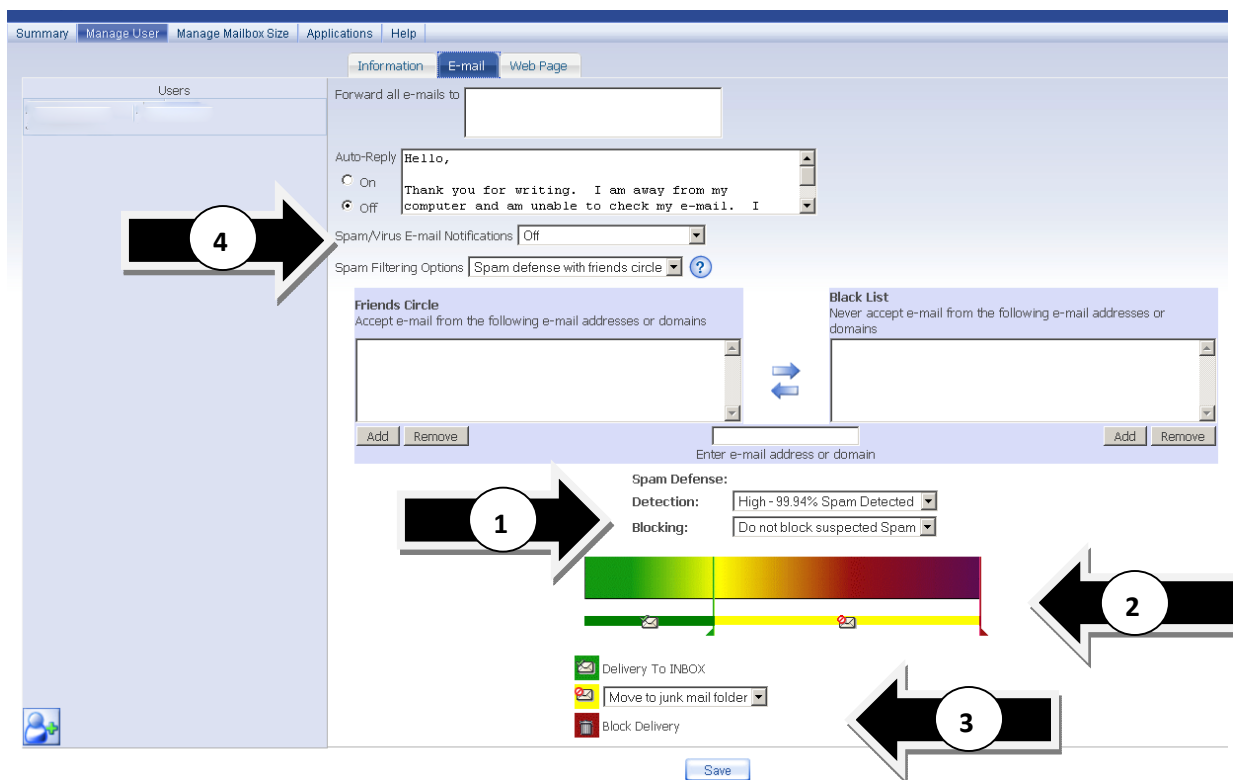 Summary Manage User Manage Mailbox Size Applications Help
Information E-mail Web Page
Users
Forward all e-mails to
Auto-Reply
On
Off
Hello,
Thank you for writing. I am away from my
computer and am unable to check my e-mail. I
4
Spam/Virus E-mail Notifications Off
Spam Filtering Options Spam defense with friends circle ?
Friends Circle
Accept e-mail from the following e-mail addresses or domains
Black List
Never accept e-mail from the following e-mail addresses or
domains
Add Remove
Add Remove
Enter e-mail address or domain
Spam Defense:
Detection: High - 99.94% Spam Detected
1
Blocking: Do not block suspected Spam
2
Delivery To INBOX
Move to junk mail folder
3
Block Delivery
Save